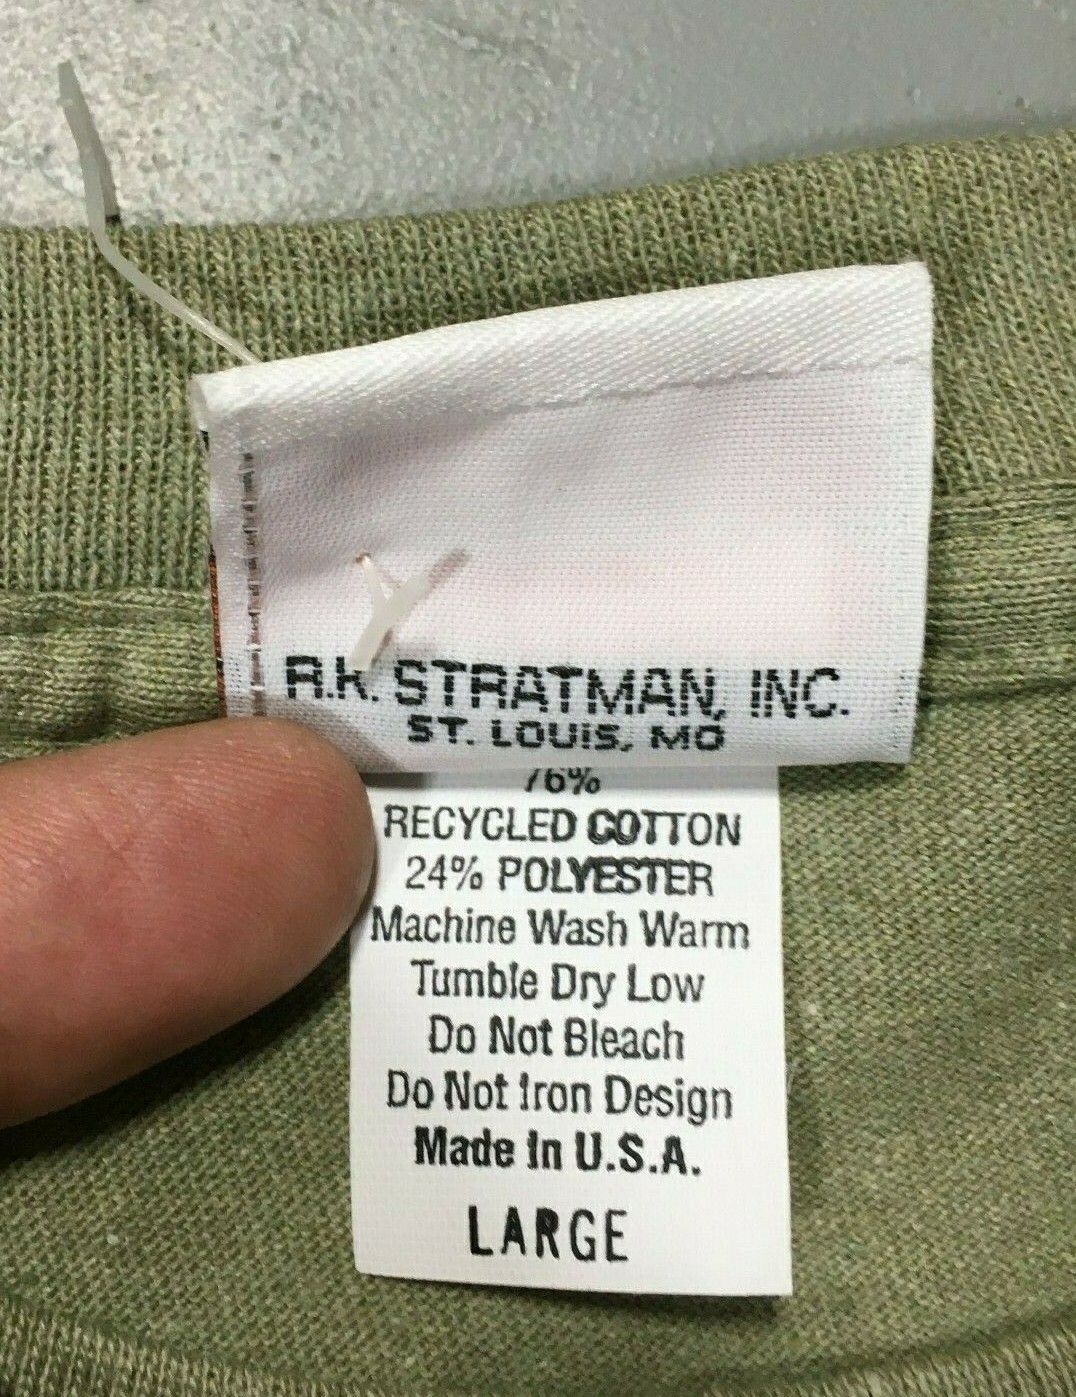 R.K. STRATMAN, INC.
ST. LOUIS, MO
76%
RECYCLED COTTON
24% POLYESTER
Machine Wash Warm
Tumble Dry Low
Do Not Bleach
Do Not Iron Design
Made In U.S.A.
LARGE